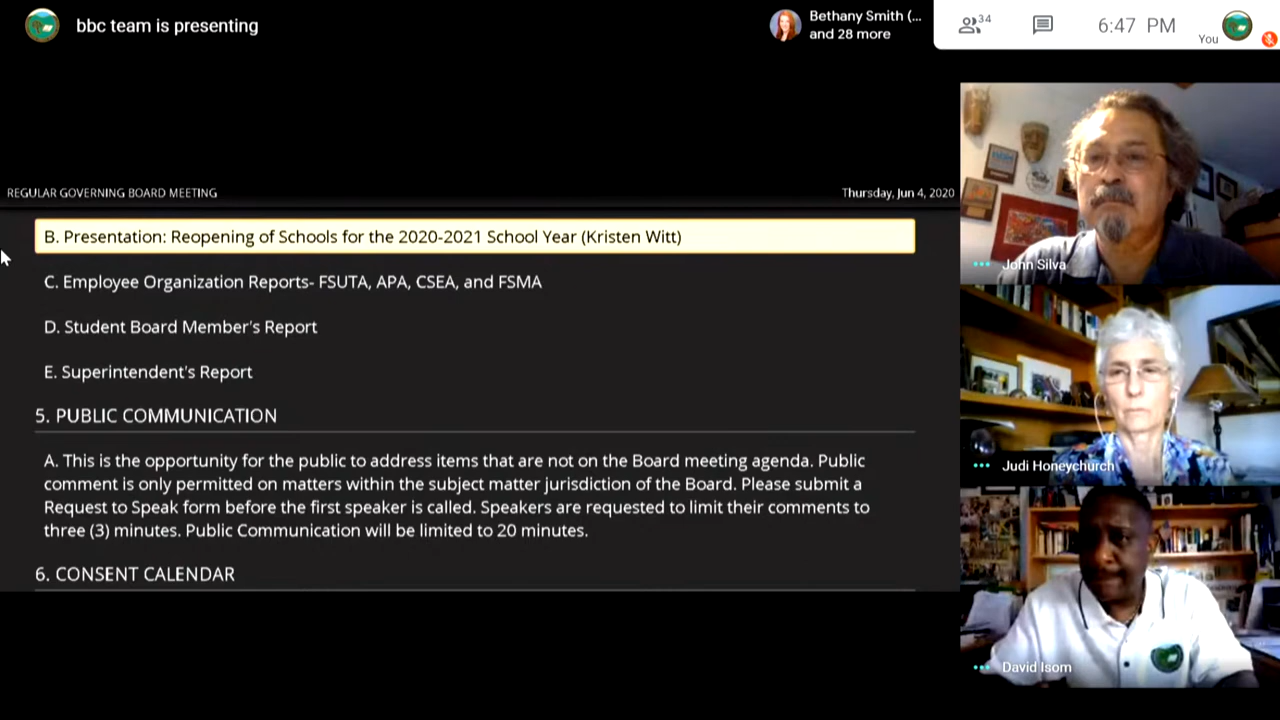 bbc team is presenting
Bethany Smith (...
and 28 more
34
6:47 PM
You
REGULAR GOVERNING BOARD MEETING
Thursday, Jun 4, 2020
B. Presentation: Reopening of Schools for the 2020-2021 School Year (Kristen Witt)
C. Employee Organization Reports- FSUTA, APA, CSEA, and FSMA
D. Student Board Member's Report
E. Superintendent's Report
5. PUBLIC COMMUNICATION
A. This is the opportunity for the public to address items that are not on the Board meeting agenda. Public
comment is only permitted on matters within the subject matter jurisdiction of the Board. Please submit a
Request to Speak form before the first speaker is called. Speakers are requested to limit their comments to
three (3) minutes. Public Communication will be limited to 20 minutes.
6. CONSENT CALENDAR
John Silva
Judi Honeychurch
David Isom